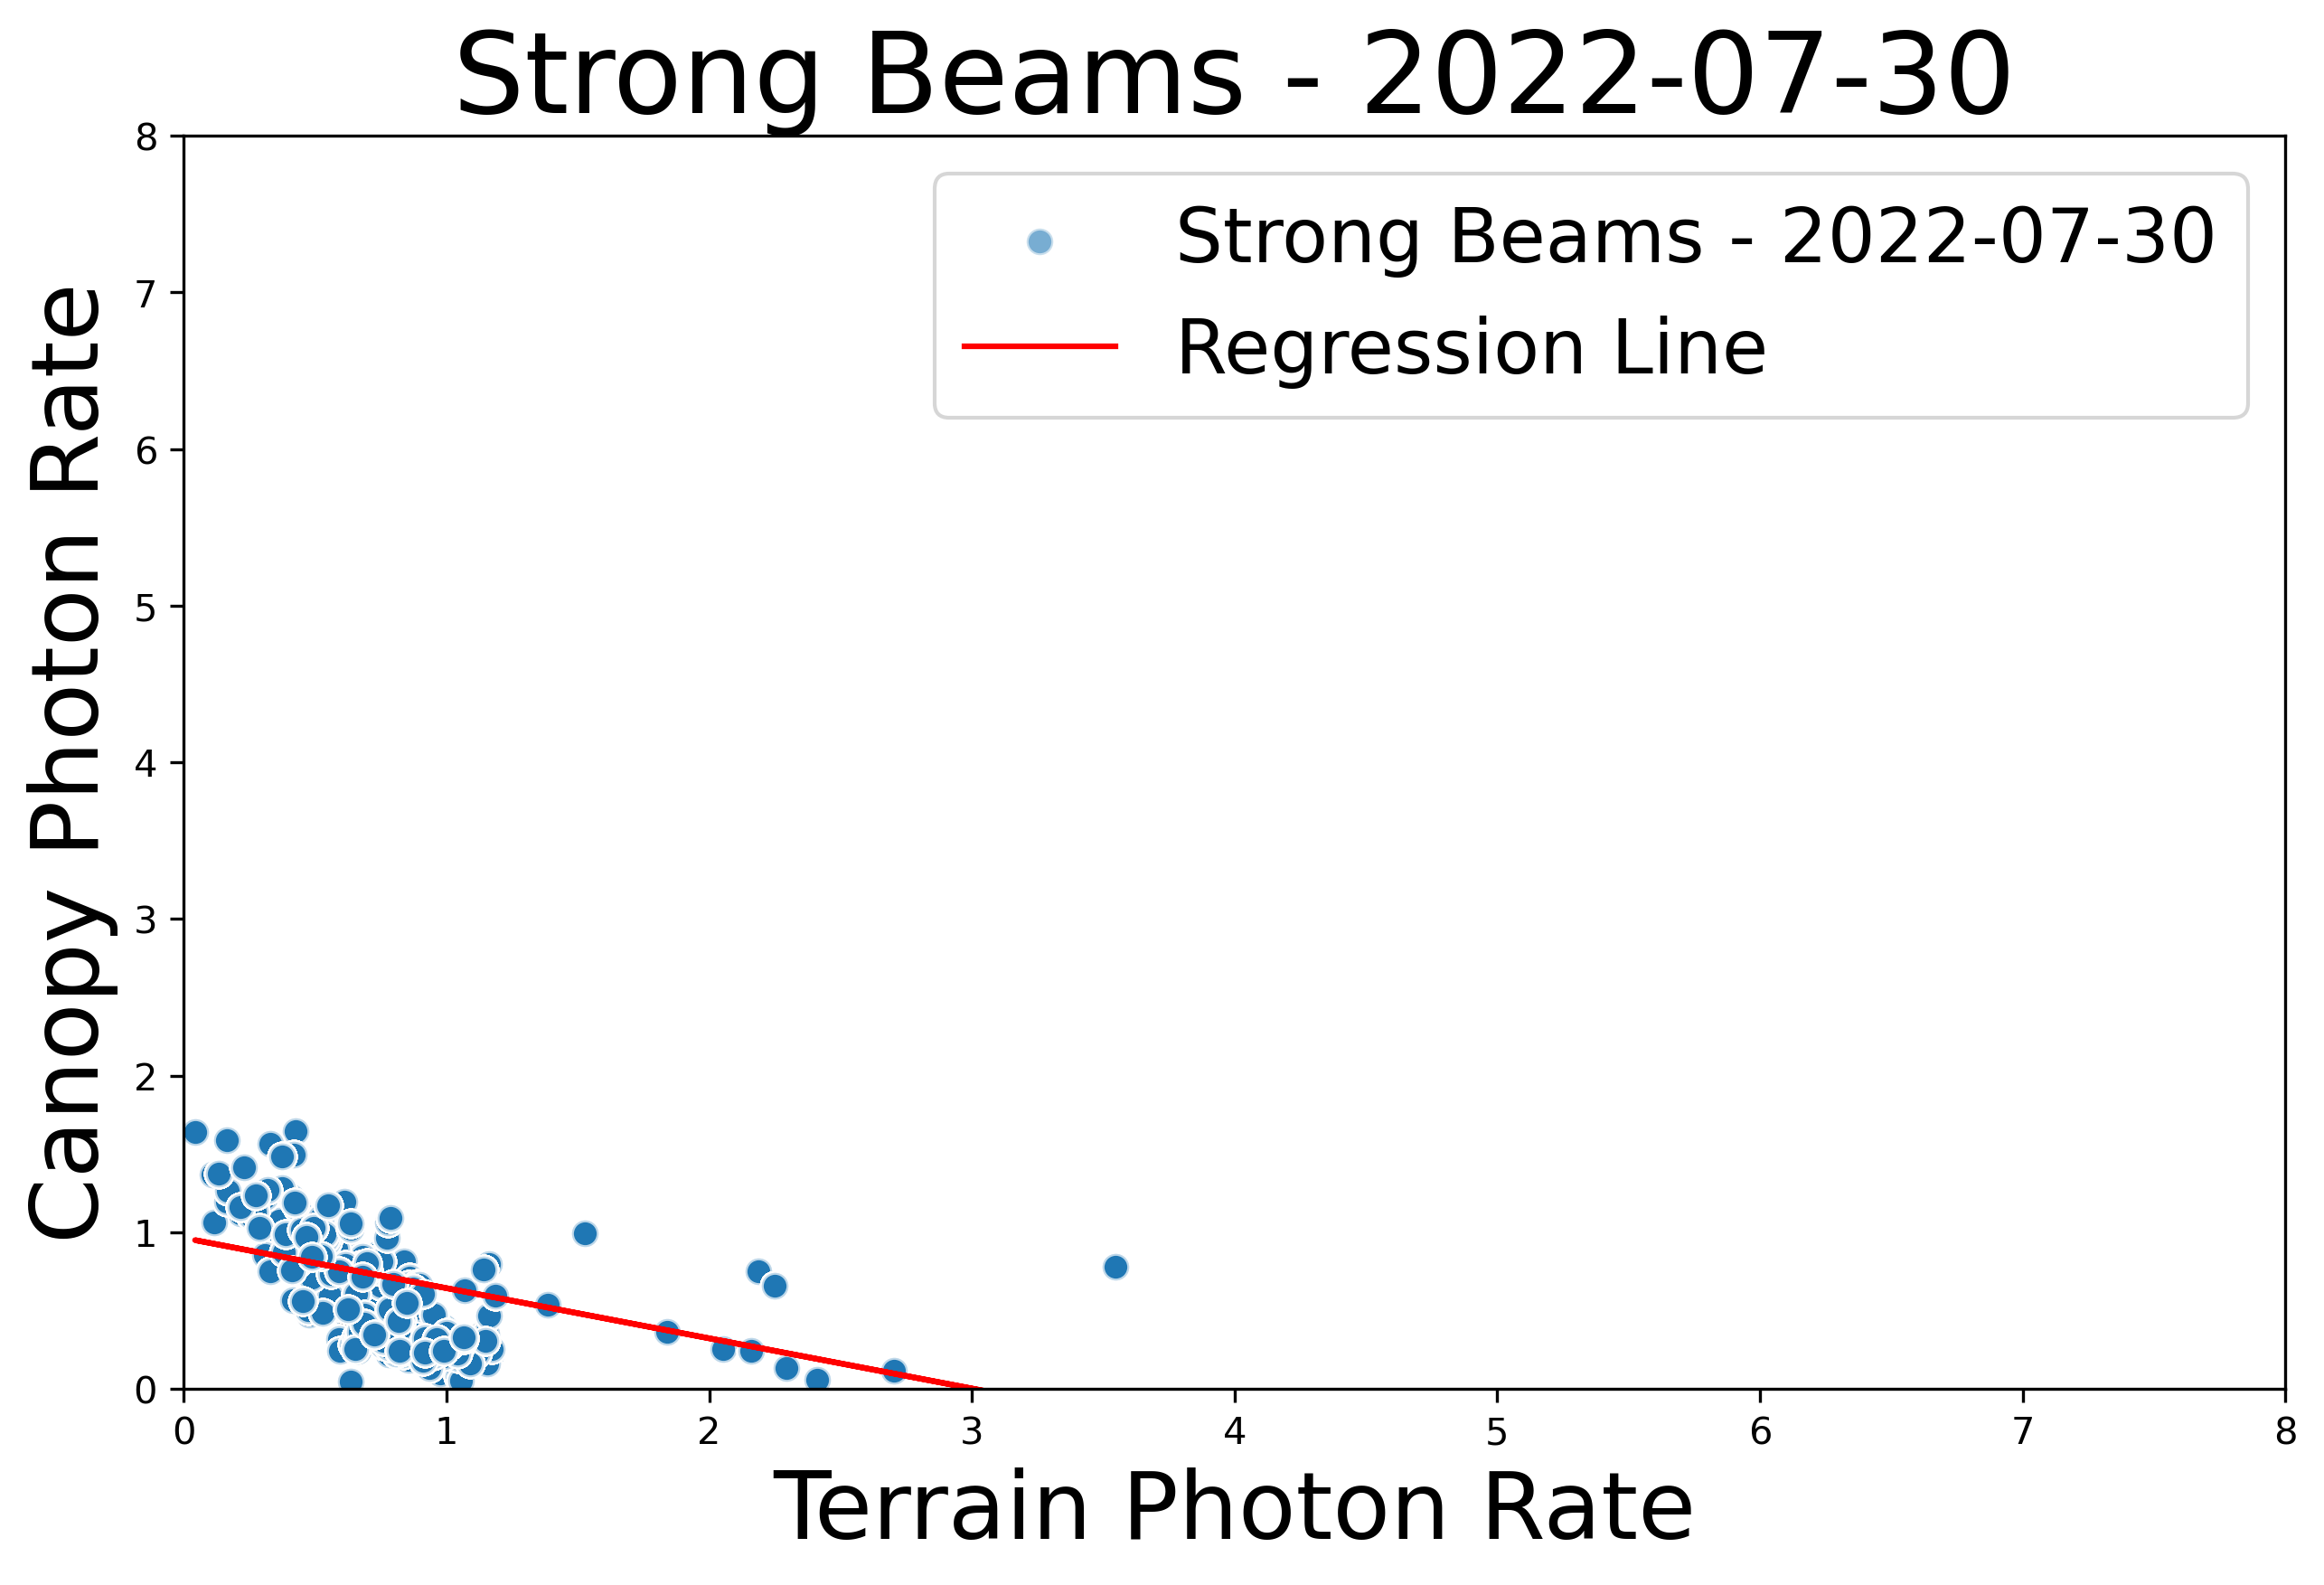 Strong Beams - 2022-07-30
Strong Beams - 2022-07-30
Regression Line
Canopy Photon Rate
8
7
6
5
4
3
2
1
0
0 1 2 3 4 5 6 7 8
Terrain Photon Rate